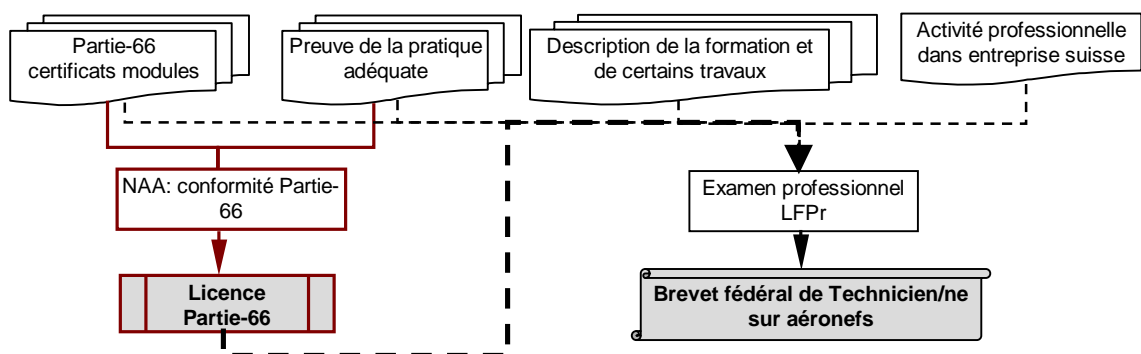 Partie-66
certificats modules
Preuve de la pratique
adéquate
Description de la formation et
de certains travaux
Activité professionnelle
dans entreprise suisse
NAA: conformité Partie-
66
Examen professionnel
LFPr
Licence
Partie-66
Brevet fédéral de Technicien/ne
sur aéronefs